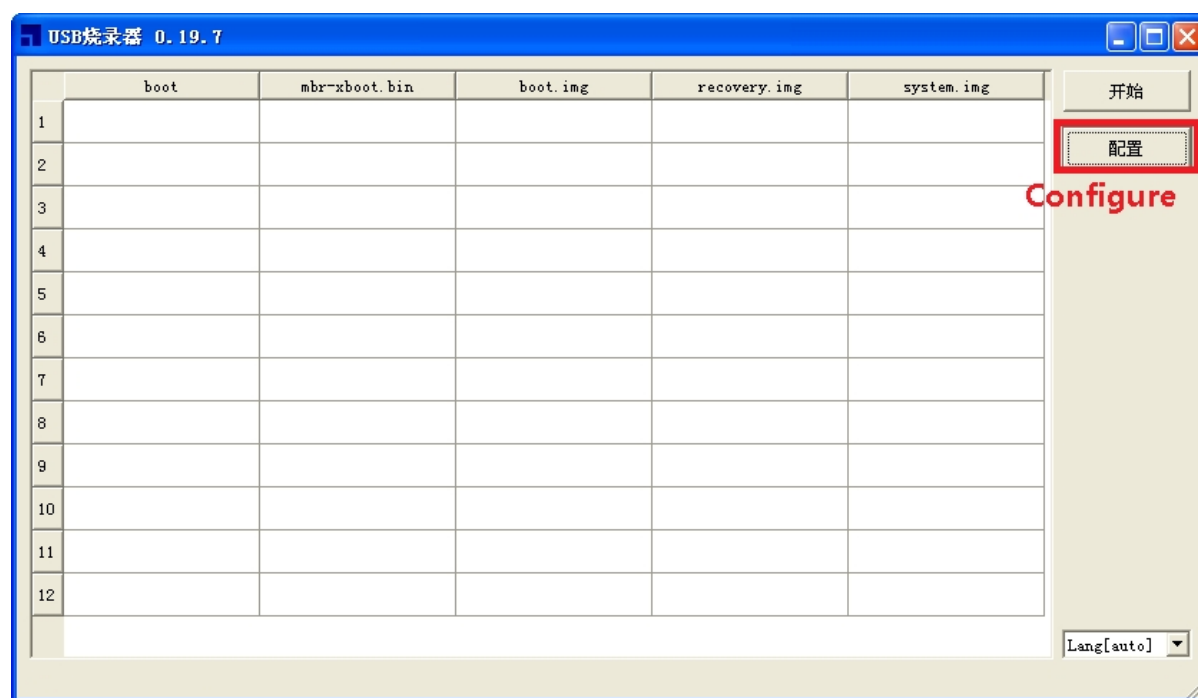 USB烧录器 0.19.7
boot mbr-xboot.bin boot.img recovery.img system.img
开始
1
配置
2
Configure
3
4
5
6
7
8
9
10
11
12
Lang[auto]